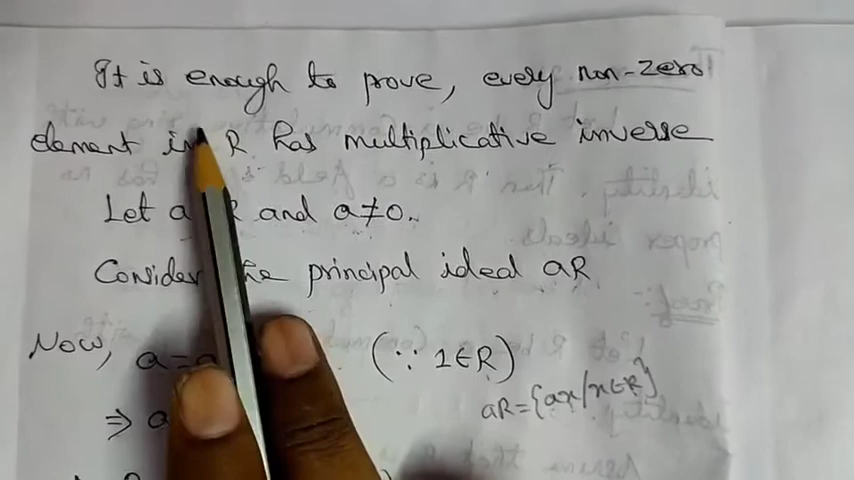 It is enough to prove, every non-zero
element in R has multiplicative inverse
Let a R and a≠0.
Consider the principal ideal aR
Now, a = a (∵ 1∈R)
aR={ax/x∈R}
⇒ a